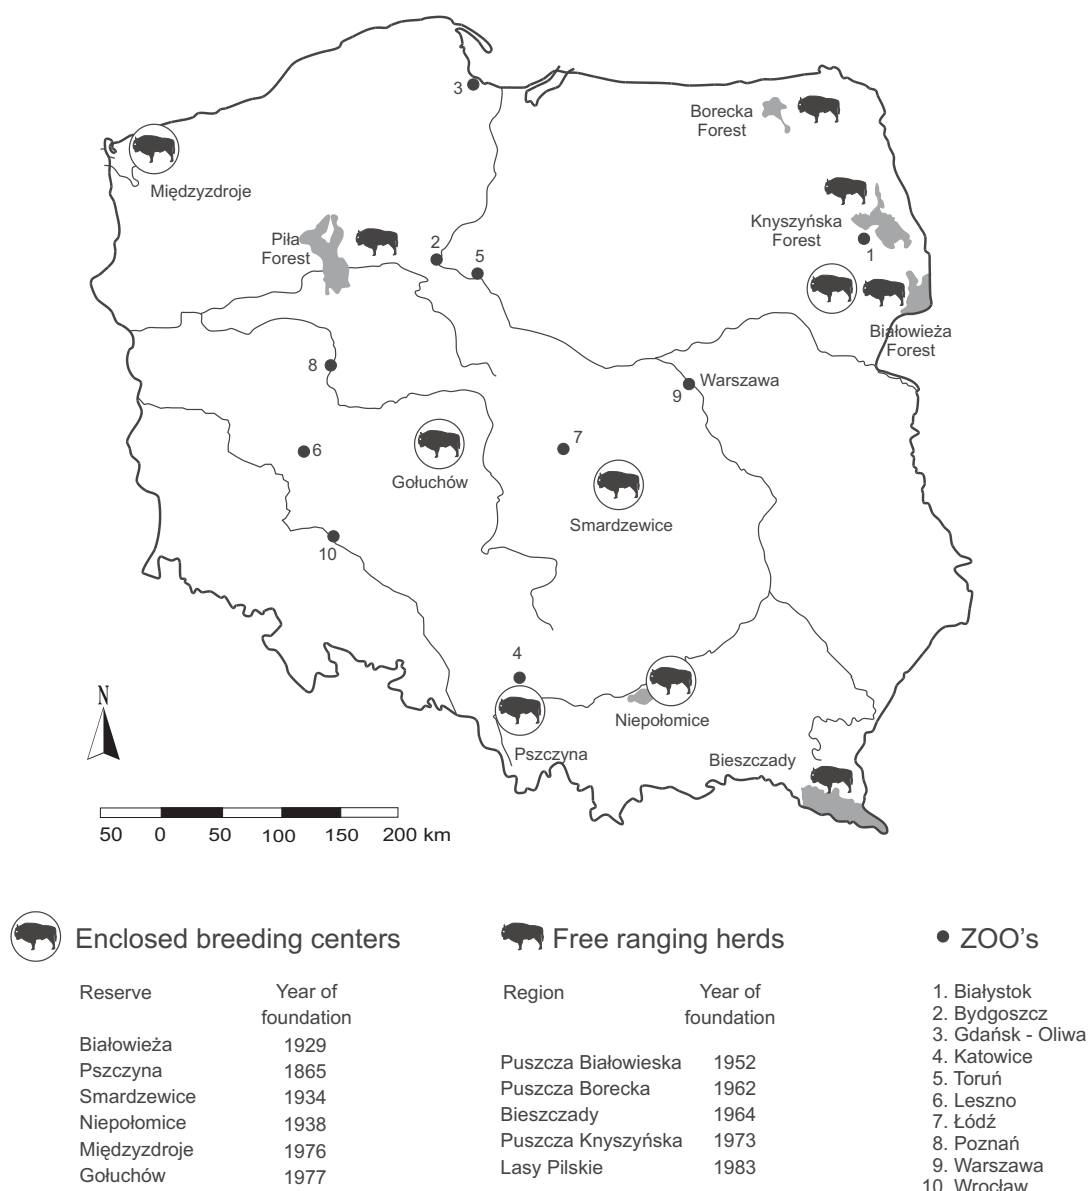 3
Borecka
Forest
Międzyzdroje
Knyszyńska
Forest
1
Piła
Forest
2
5
Białowieża
Forest
8
9
Warszawa
6
7
Gołuchów
Smardzewice
10
4
N
Niepołomice
Pszczyna
Bieszczady
50 0 50 100 150 200 km
Enclosed breeding centers
Reserve Year of
foundation
Białowieża 1929
Pszczyna 1865
Smardzewice 1934
Niepołomice 1938
Międzyzdroje 1976
Gołuchów 1977
Free ranging herds
Region Year of
foundation
Puszcza Białowieska 1952
Puszcza Borecka 1962
Bieszczady 1964
Puszcza Knyszyńska 1973
Lasy Pilskie 1983
ZOO's
1. Białystok
2. Bydgoszcz
3. Gdańsk - Oliwa
4. Katowice
5. Toruń
6. Leszno
7. Łódź
8. Poznań
9. Warszawa
10. Wrocław